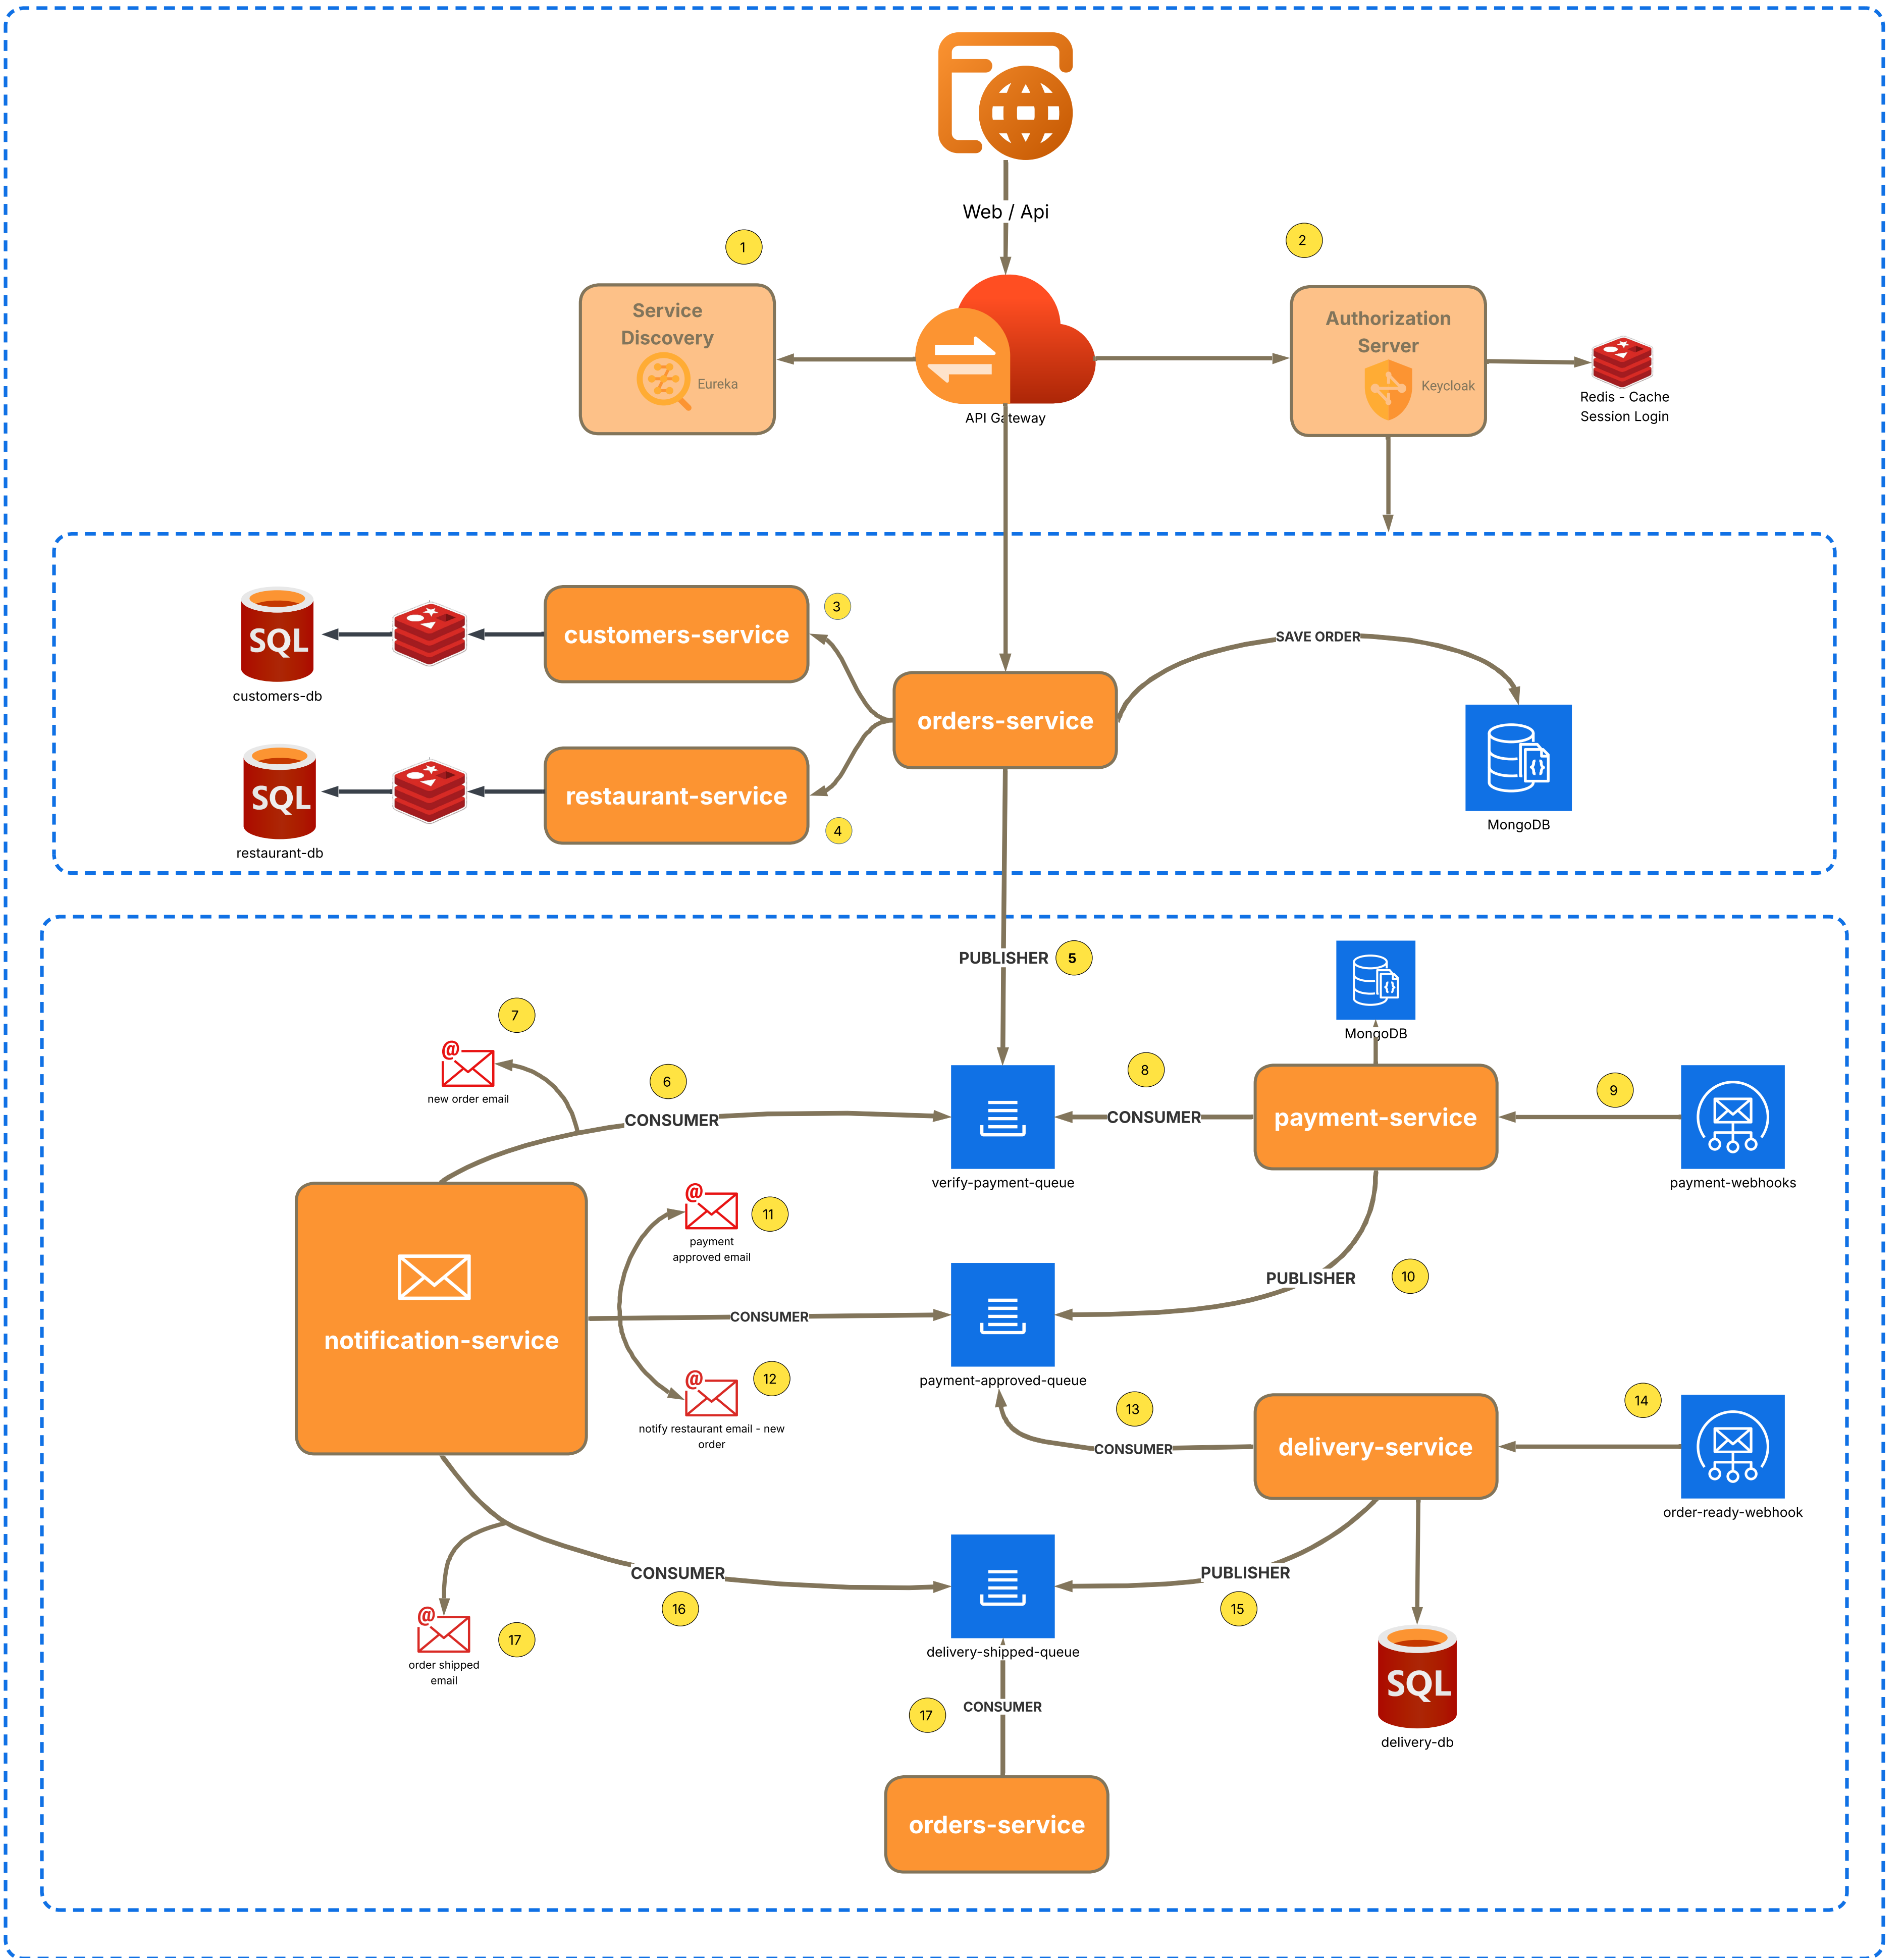 Web / Api
1
2
Service
Discovery
Eureka
API Gateway
Authorization
Server
Keycloak
Redis - Cache
Session Login
SQL
customers-db
customers-service
3
SAVE ORDER
orders-service
SQL
restaurant-db
restaurant-service
4
MongoDB
PUBLISHER
5
MongoDB
7
@
new order email
6
CONSUMER
verify-payment-queue
8
CONSUMER
payment-service
9
payment-webhooks
@
payment
approved email
11
notification-service
CONSUMER
payment-approved-queue
PUBLISHER
10
@
notify restaurant email - new
order
12
13
CONSUMER
delivery-service
14
order-ready-webhook
CONSUMER
16
@
order shipped
email
17
delivery-shipped-queue
PUBLISHER
15
SQL
delivery-db
17
CONSUMER
orders-service